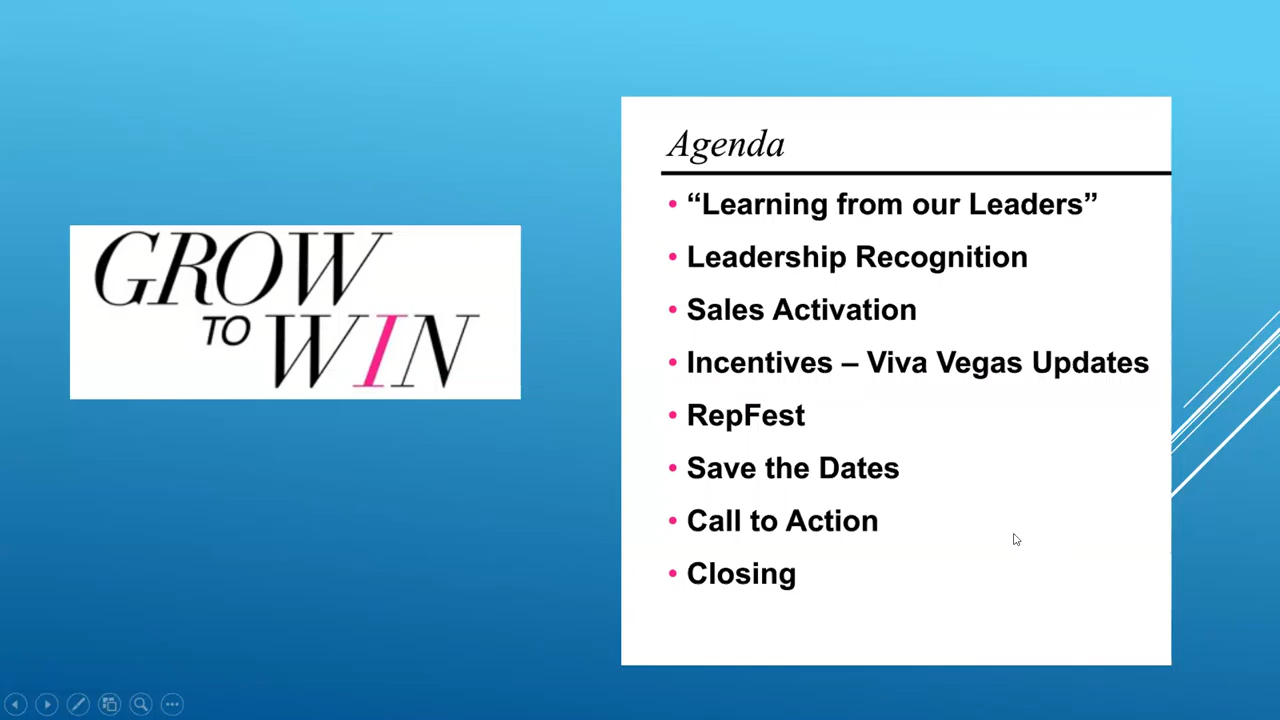 GROW
TO WIN
Agenda
• “Learning from our Leaders”
• Leadership Recognition
• Sales Activation
• Incentives – Viva Vegas Updates
• RepFest
• Save the Dates
• Call to Action
• Closing